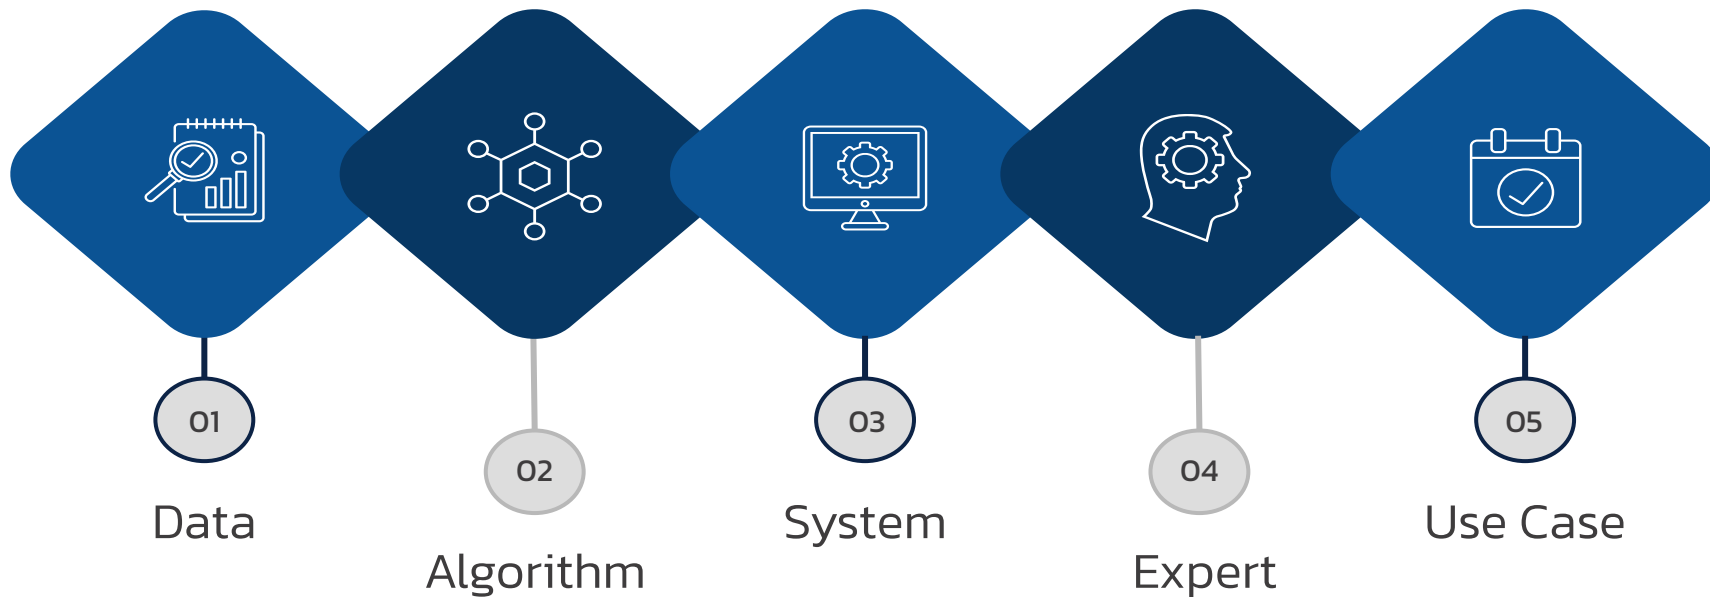 01
Data
02
Algorithm
03
System
04
Expert
05
Use Case